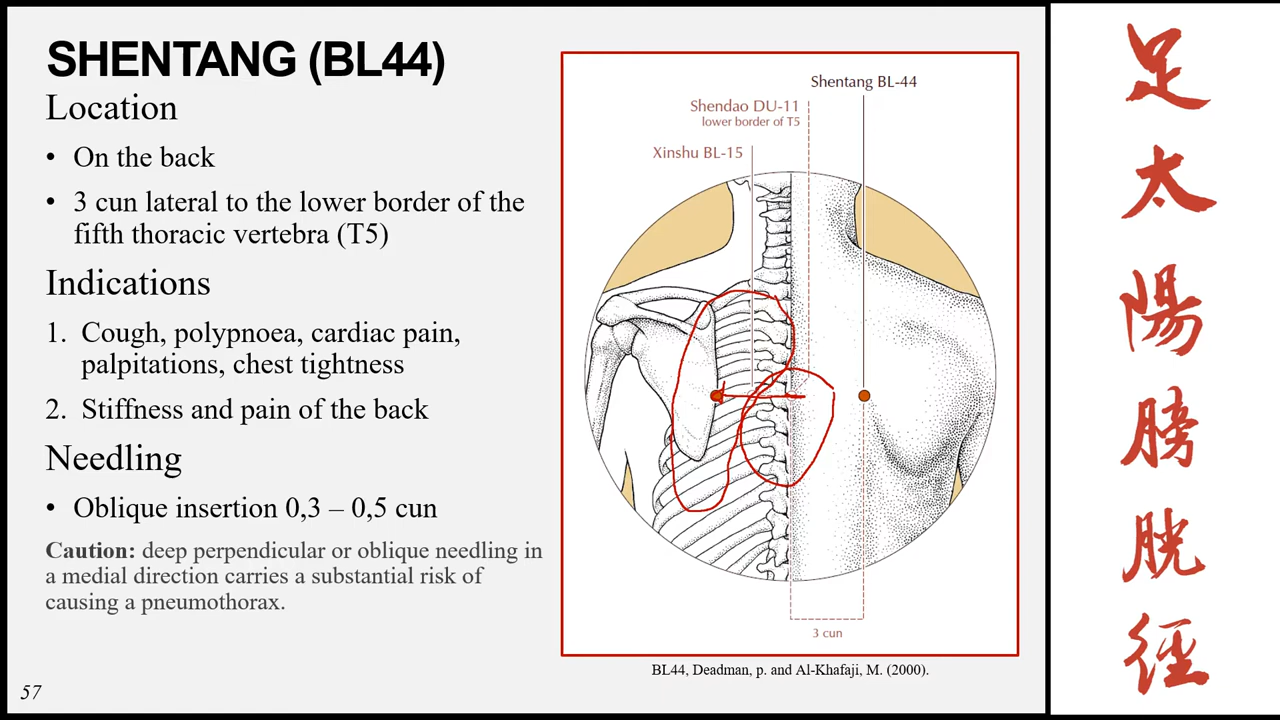 SHENTANG (BL44)
Location
• On the back
• 3 cun lateral to the lower border of the
fifth thoracic vertebra (T5)
Indications
1. Cough, polypnoea, cardiac pain,
palpitations, chest tightness
2. Stiffness and pain of the back
Needling
• Oblique insertion 0,3 – 0,5 cun
Caution: deep perpendicular or oblique needling in
a medial direction carries a substantial risk of
causing a pneumothorax.
57
Shentang BL-44
Shendao DU-11
lower border of T5
Xinshu BL-15
3 cun
BL44, Deadman, p. and Al-Khafaji, M. (2000).
足
太
陽
膀
胱
徑